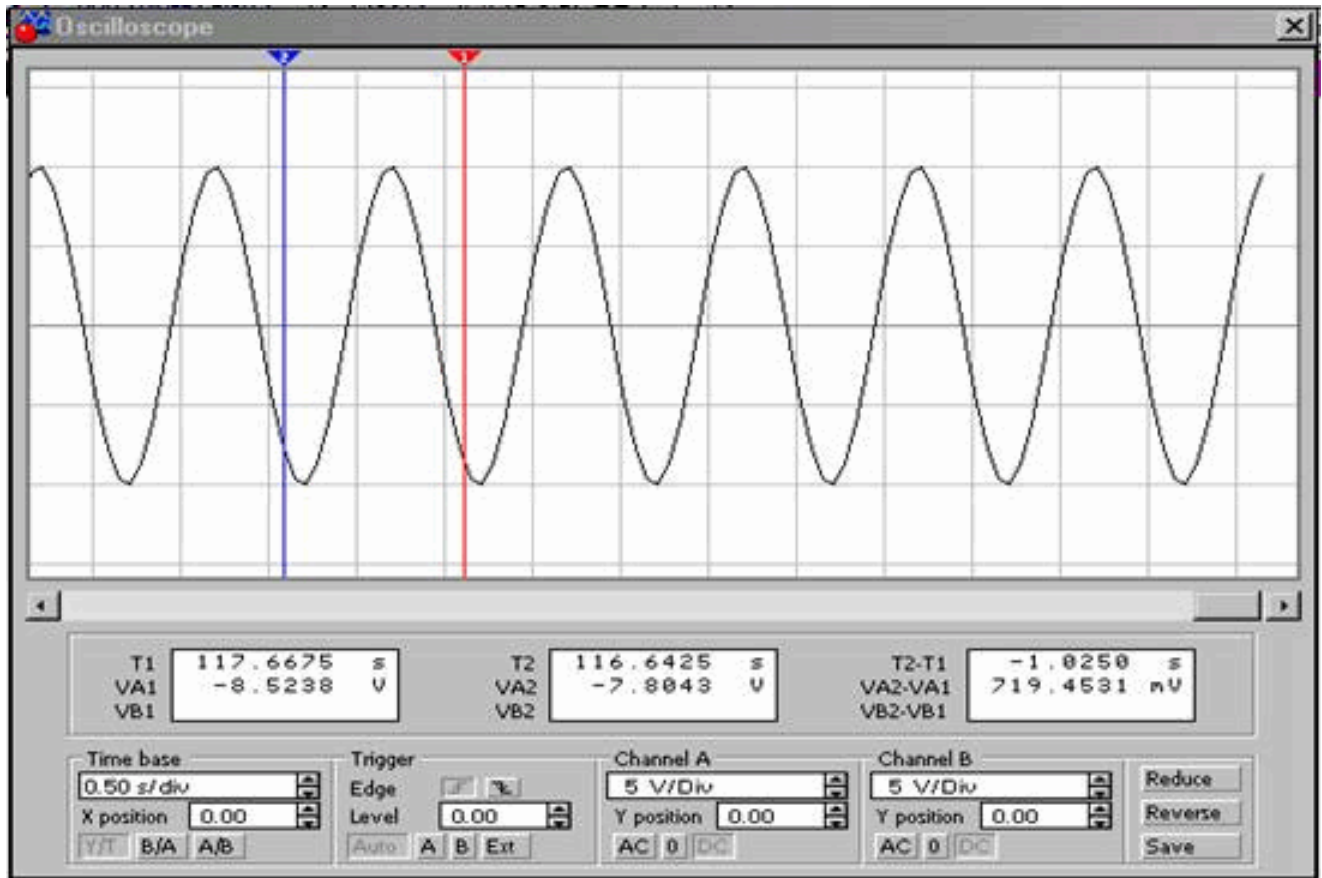 Oscilloscope
2 1
T1 117.6675 s T2 116.6425 s T2-T1 -1.0250 s
VA1 -8.5238 V VA2 -7.8043 V VA2-VA1 719.4531 mV
VB1 VB2 VB2-VB1
Time base Trigger Channel A Channel B
0.50 s/div Edge 5 V/Div 5 V/Div Reduce
X position 0.00 Level 0.00 Y position 0.00 Y position 0.00 Reverse
Y/T B/A A/B Auto A B Ext AC 0 DC AC 0 DC Save